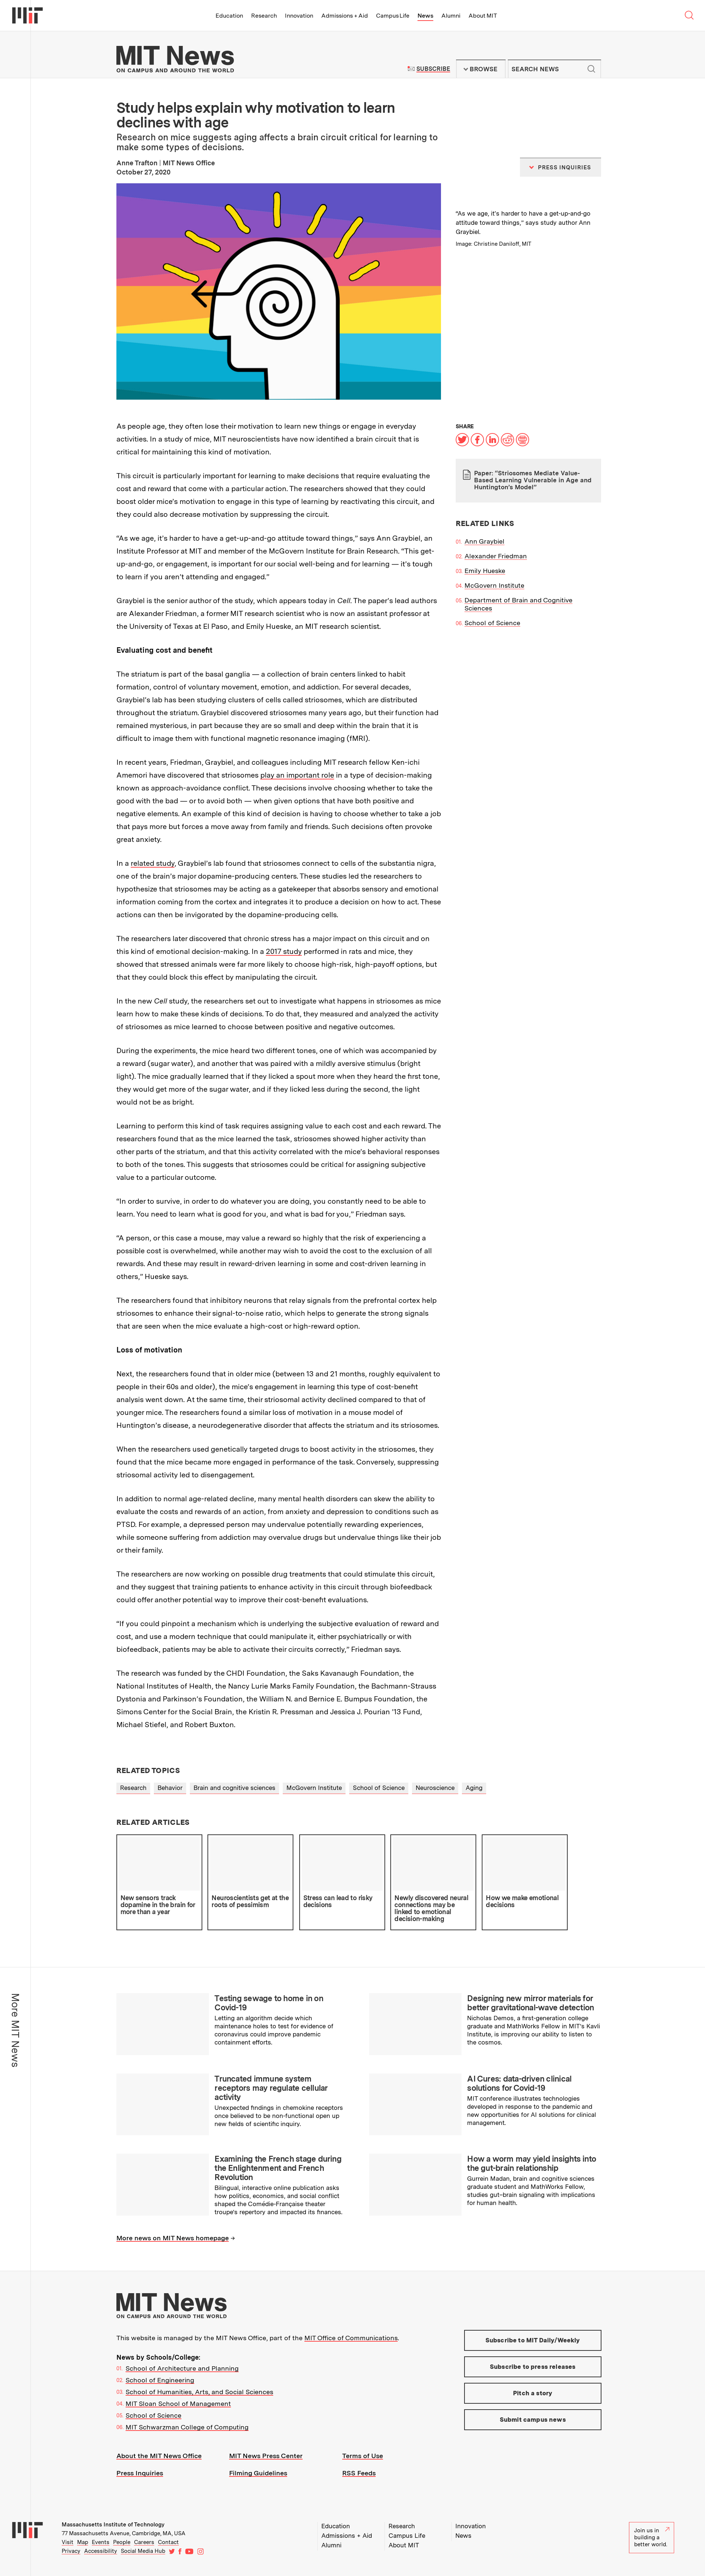 MIT
Education Research Innovation Admissions + Aid Campus Life News Alumni About MIT
MIT News
ON CAMPUS AND AROUND THE WORLD
SUBSCRIBE BROWSE SEARCH NEWS
Study helps explain why motivation to learn
declines with age
Research on mice suggests aging affects a brain circuit critical for learning to
make some types of decisions.
Anne Trafton | MIT News Office
October 27, 2020
PRESS INQUIRIES
“As we age, it’s harder to have a get-up-and-go
attitude toward things,” says study author Ann
Graybiel.
Image: Christine Daniloff, MIT
As people age, they often lose their motivation to learn new things or engage in everyday
activities. In a study of mice, MIT neuroscientists have now identified a brain circuit that is
critical for maintaining this kind of motivation.
This circuit is particularly important for learning to make decisions that require evaluating the
cost and reward that come with a particular action. The researchers showed that they could
boost older mice’s motivation to engage in this type of learning by reactivating this circuit, and
they could also decrease motivation by suppressing the circuit.
“As we age, it’s harder to have a get-up-and-go attitude toward things,” says Ann Graybiel, an
Institute Professor at MIT and member of the McGovern Institute for Brain Research. “This get-
up-and-go, or engagement, is important for our social well-being and for learning — it’s tough
to learn if you aren’t attending and engaged.”
Graybiel is the senior author of the study, which appears today in Cell. The paper’s lead authors
are Alexander Friedman, a former MIT research scientist who is now an assistant professor at
the University of Texas at El Paso, and Emily Hueske, an MIT research scientist.
Evaluating cost and benefit
The striatum is part of the basal ganglia — a collection of brain centers linked to habit
formation, control of voluntary movement, emotion, and addiction. For several decades,
Graybiel’s lab has been studying clusters of cells called striosomes, which are distributed
throughout the striatum. Graybiel discovered striosomes many years ago, but their function had
remained mysterious, in part because they are so small and deep within the brain that it is
difficult to image them with functional magnetic resonance imaging (fMRI).
In recent years, Friedman, Graybiel, and colleagues including MIT research fellow Ken-ichi
Amemori have discovered that striosomes play an important role in a type of decision-making
known as approach-avoidance conflict. These decisions involve choosing whether to take the
good with the bad — or to avoid both — when given options that have both positive and
negative elements. An example of this kind of decision is having to choose whether to take a job
that pays more but forces a move away from family and friends. Such decisions often provoke
great anxiety.
In a related study, Graybiel’s lab found that striosomes connect to cells of the substantia nigra,
one of the brain’s major dopamine-producing centers. These studies led the researchers to
hypothesize that striosomes may be acting as a gatekeeper that absorbs sensory and emotional
information coming from the cortex and integrates it to produce a decision on how to act. These
actions can then be invigorated by the dopamine-producing cells.
The researchers later discovered that chronic stress has a major impact on this circuit and on
this kind of emotional decision-making. In a 2017 study performed in rats and mice, they
showed that stressed animals were far more likely to choose high-risk, high-payoff options, but
that they could block this effect by manipulating the circuit.
In the new Cell study, the researchers set out to investigate what happens in striosomes as mice
learn how to make these kinds of decisions. To do that, they measured and analyzed the activity
of striosomes as mice learned to choose between positive and negative outcomes.
During the experiments, the mice heard two different tones, one of which was accompanied by
a reward (sugar water), and another that was paired with a mildly aversive stimulus (bright
light). The mice gradually learned that if they licked a spout more when they heard the first tone,
they would get more of the sugar water, and if they licked less during the second, the light
would not be as bright.
Learning to perform this kind of task requires assigning value to each cost and each reward. The
researchers found that as the mice learned the task, striosomes showed higher activity than
other parts of the striatum, and that this activity correlated with the mice’s behavioral responses
to both of the tones. This suggests that striosomes could be critical for assigning subjective
value to a particular outcome.
“In order to survive, in order to do whatever you are doing, you constantly need to be able to
learn. You need to learn what is good for you, and what is bad for you,” Friedman says.
“A person, or this case a mouse, may value a reward so highly that the risk of experiencing a
possible cost is overwhelmed, while another may wish to avoid the cost to the exclusion of all
rewards. And these may result in reward-driven learning in some and cost-driven learning in
others,” Hueske says.
The researchers found that inhibitory neurons that relay signals from the prefrontal cortex help
striosomes to enhance their signal-to-noise ratio, which helps to generate the strong signals
that are seen when the mice evaluate a high-cost or high-reward option.
Loss of motivation
Next, the researchers found that in older mice (between 13 and 21 months, roughly equivalent to
people in their 60s and older), the mice’s engagement in learning this type of cost-benefit
analysis went down. At the same time, their striosomal activity declined compared to that of
younger mice. The researchers found a similar loss of motivation in a mouse model of
Huntington’s disease, a neurodegenerative disorder that affects the striatum and its striosomes.
When the researchers used genetically targeted drugs to boost activity in the striosomes, they
found that the mice became more engaged in performance of the task. Conversely, suppressing
striosomal activity led to disengagement.
In addition to normal age-related decline, many mental health disorders can skew the ability to
evaluate the costs and rewards of an action, from anxiety and depression to conditions such as
PTSD. For example, a depressed person may undervalue potentially rewarding experiences,
while someone suffering from addiction may overvalue drugs but undervalue things like their job
or their family.
The researchers are now working on possible drug treatments that could stimulate this circuit,
and they suggest that training patients to enhance activity in this circuit through biofeedback
could offer another potential way to improve their cost-benefit evaluations.
“If you could pinpoint a mechanism which is underlying the subjective evaluation of reward and
cost, and use a modern technique that could manipulate it, either psychiatrically or with
biofeedback, patients may be able to activate their circuits correctly,” Friedman says.
The research was funded by the CHDI Foundation, the Saks Kavanaugh Foundation, the
National Institutes of Health, the Nancy Lurie Marks Family Foundation, the Bachmann-Strauss
Dystonia and Parkinson’s Foundation, the William N. and Bernice E. Bumpus Foundation, the
Simons Center for the Social Brain, the Kristin R. Pressman and Jessica J. Pourian ’13 Fund,
Michael Stiefel, and Robert Buxton.
SHARE
Paper: “Striosomes Mediate Value-
Based Learning Vulnerable in Age and
Huntington’s Model”
RELATED LINKS
01. Ann Graybiel
02. Alexander Friedman
03. Emily Hueske
04. McGovern Institute
05. Department of Brain and Cognitive
Sciences
06. School of Science
RELATED TOPICS
Research Behavior Brain and cognitive sciences McGovern Institute School of Science Neuroscience Aging
RELATED ARTICLES
New sensors track
dopamine in the brain for
more than a year
Neuroscientists get at the
roots of pessimism
Stress can lead to risky
decisions
Newly discovered neural
connections may be
linked to emotional
decision-making
How we make emotional
decisions
More MIT News
Testing sewage to home in on
Covid-19
Letting an algorithm decide which
maintenance holes to test for evidence of
coronavirus could improve pandemic
containment efforts.
Designing new mirror materials for
better gravitational-wave detection
Nicholas Demos, a first-generation college
graduate and MathWorks Fellow in MIT’s Kavli
Institute, is improving our ability to listen to
the cosmos.
Truncated immune system
receptors may regulate cellular
activity
Unexpected findings in chemokine receptors
once believed to be non-functional open up
new fields of scientific inquiry.
AI Cures: data-driven clinical
solutions for Covid-19
MIT conference illustrates technologies
developed in response to the pandemic and
new opportunities for AI solutions for clinical
management.
Examining the French stage during
the Enlightenment and French
Revolution
Bilingual, interactive online publication asks
how politics, economics, and social conflict
shaped the Comédie-Française theater
troupe’s repertory and impacted its finances.
How a worm may yield insights into
the gut-brain relationship
Gurrein Madan, brain and cognitive sciences
graduate student and MathWorks Fellow,
studies gut–brain signaling with implications
for human health.
More news on MIT News homepage →
MIT News
ON CAMPUS AND AROUND THE WORLD
This website is managed by the MIT News Office, part of the MIT Office of Communications.
News by Schools/College:
01. School of Architecture and Planning
02. School of Engineering
03. School of Humanities, Arts, and Social Sciences
04. MIT Sloan School of Management
05. School of Science
06. MIT Schwarzman College of Computing
Subscribe to MIT Daily/Weekly
Subscribe to press releases
Pitch a story
Submit campus news
About the MIT News Office MIT News Press Center Terms of Use
Press Inquiries Filming Guidelines RSS Feeds
MIT
Massachusetts Institute of Technology
77 Massachusetts Avenue, Cambridge, MA, USA
Visit Map Events People Careers Contact
Privacy Accessibility Social Media Hub
Education Research Innovation
Admissions + Aid Campus Life News
Alumni About MIT
Join us in
building a
better world.